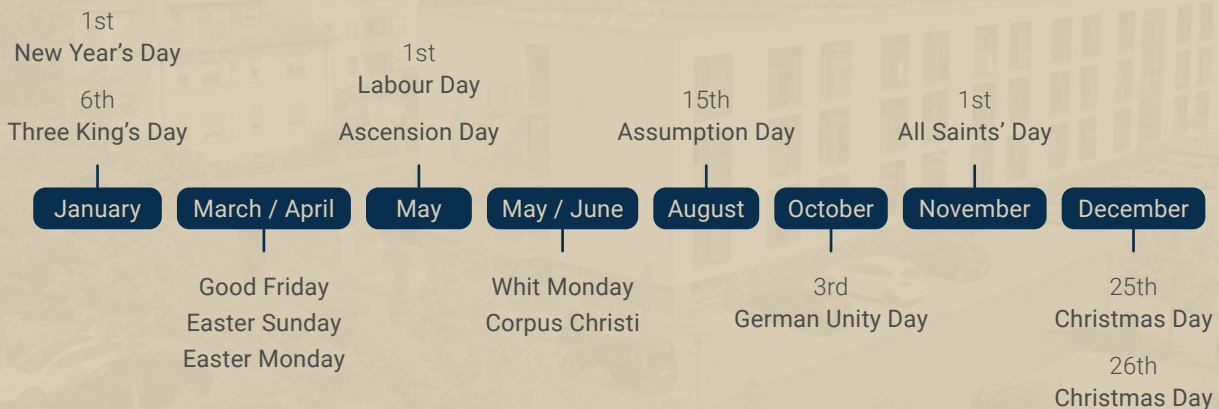 1st
New Year's Day
6th
Three King's Day
1st
Labour Day
Ascension Day
15th
Assumption Day
1st
All Saints' Day
January
March / April
May
May / June
August
October
November
December
Good Friday
Easter Sunday
Easter Monday
Whit Monday
Corpus Christi
3rd
German Unity Day
25th
Christmas Day
26th
Christmas Day